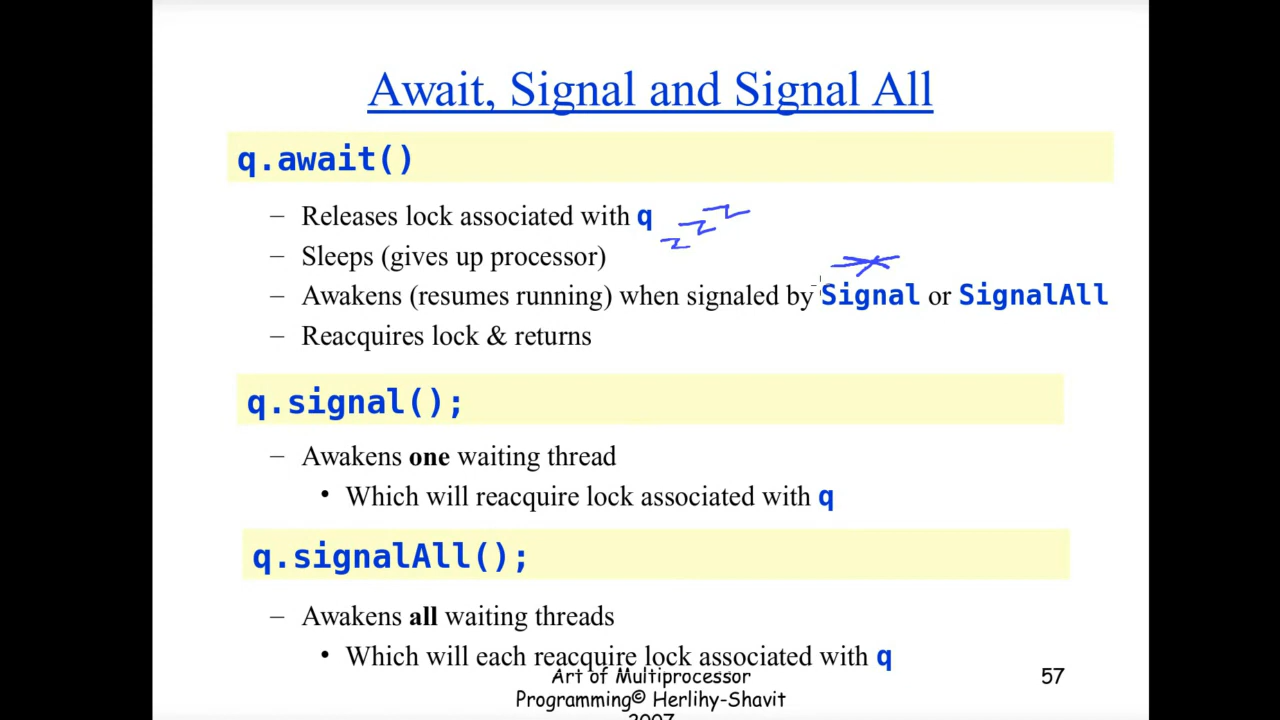 Await, Signal and Signal All
q.await()
– Releases lock associated with q
z z z
– Sleeps (gives up processor)
– Awakens (resumes running) when signaled by Signal or SignalAll
– Reacquires lock & returns
q.signal();
– Awakens one waiting thread
• Which will reacquire lock associated with q
q.signalAll();
– Awakens all waiting threads
• Which will each reacquire lock associated with q
Art of Multiprocessor
57
Programming© Herlihy-Shavit
2007